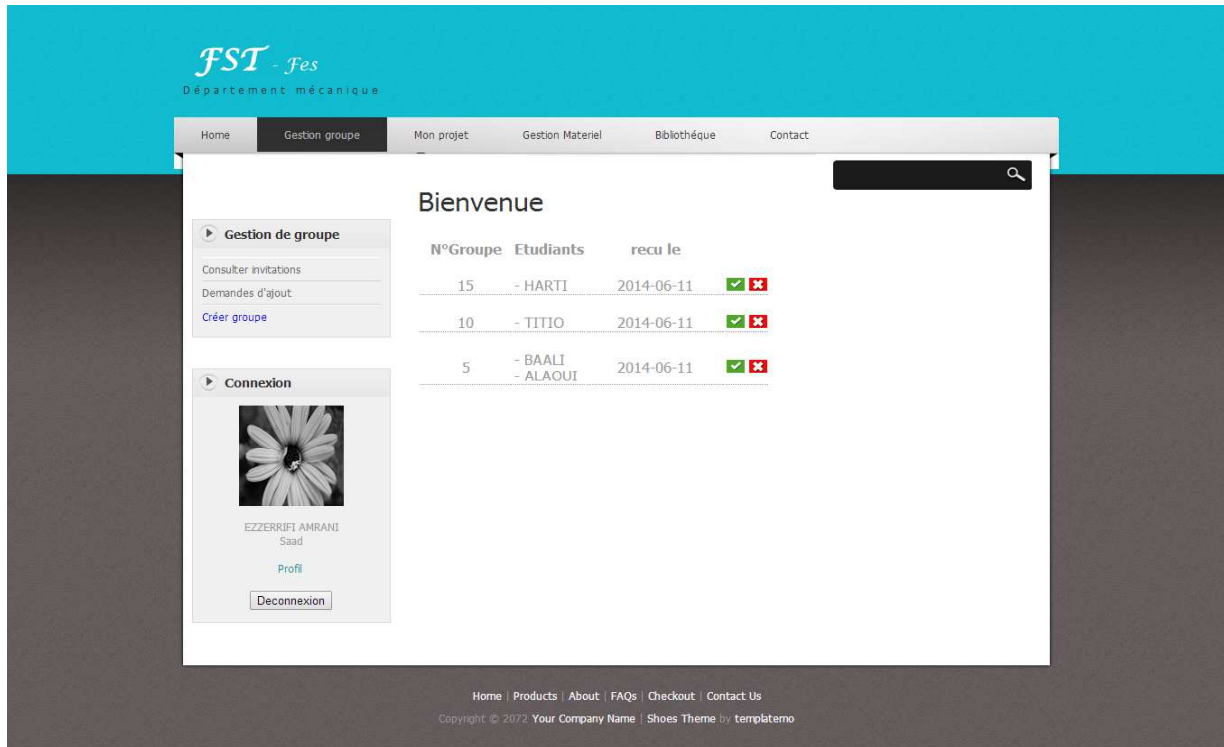 FST - Fes
Département mécanique
Home Gestion groupe Mon projet Gestion Materiel Bibliothéque Contact
Bienvenue
Gestion de groupe
Consulter invitations
Demandes d'ajout
Créer groupe
N°Groupe Etudiants recu le
15 - HARTI 2014-06-11
10 - TITIO 2014-06-11
5 - BAALI 2014-06-11
- ALAOUI
Connexion
EZZERRIFI AMRANI
Saad
Profil
Deconnexion
Home | Products | About | FAQs | Checkout | Contact Us
Copyright © 2072 Your Company Name | Shoes Theme by templatemo